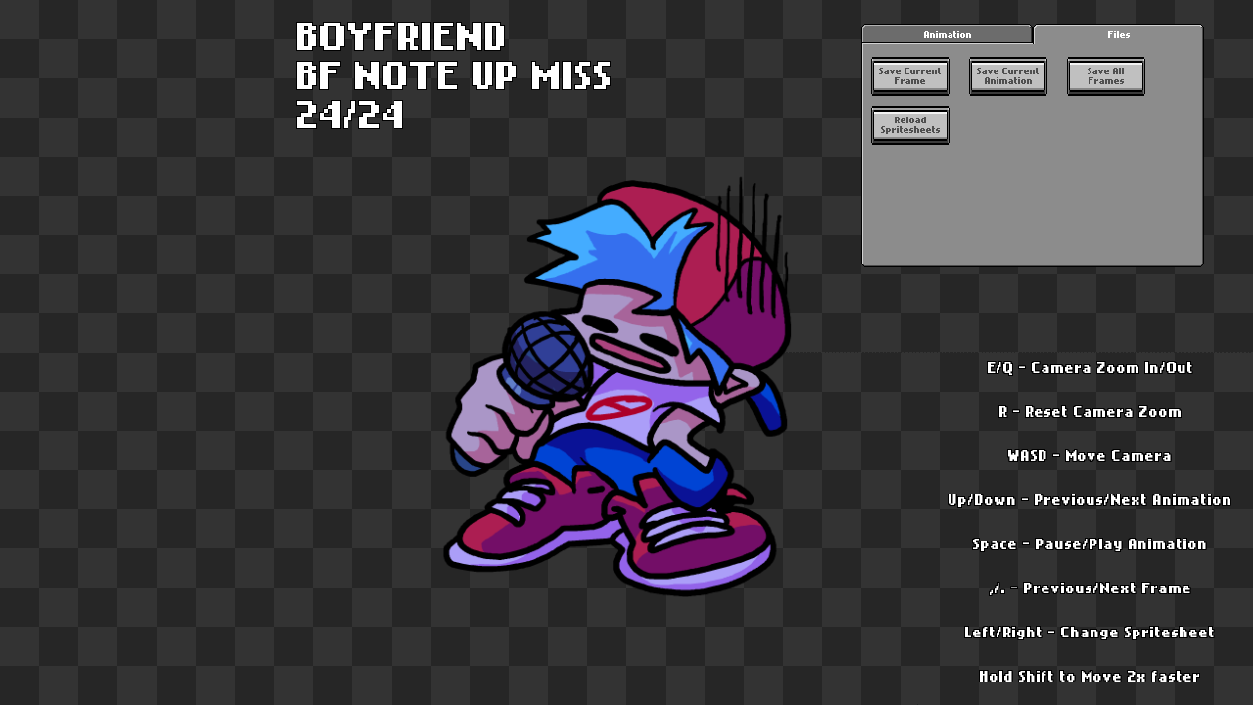 BOYFRIEND
BF NOTE UP MISS
24/24
Animation
Files
Save Current
Frame
Save Current
Animation
Save All
Frames
Reload
Spritesheets
E/Q - Camera Zoom In/Out
R - Reset Camera Zoom
WASD - Move Camera
Up/Down - Previous/Next Animation
Space - Pause/Play Animation
,/. - Previous/Next Frame
Left/Right - Change Spritesheet
Hold Shift to Move 2x faster